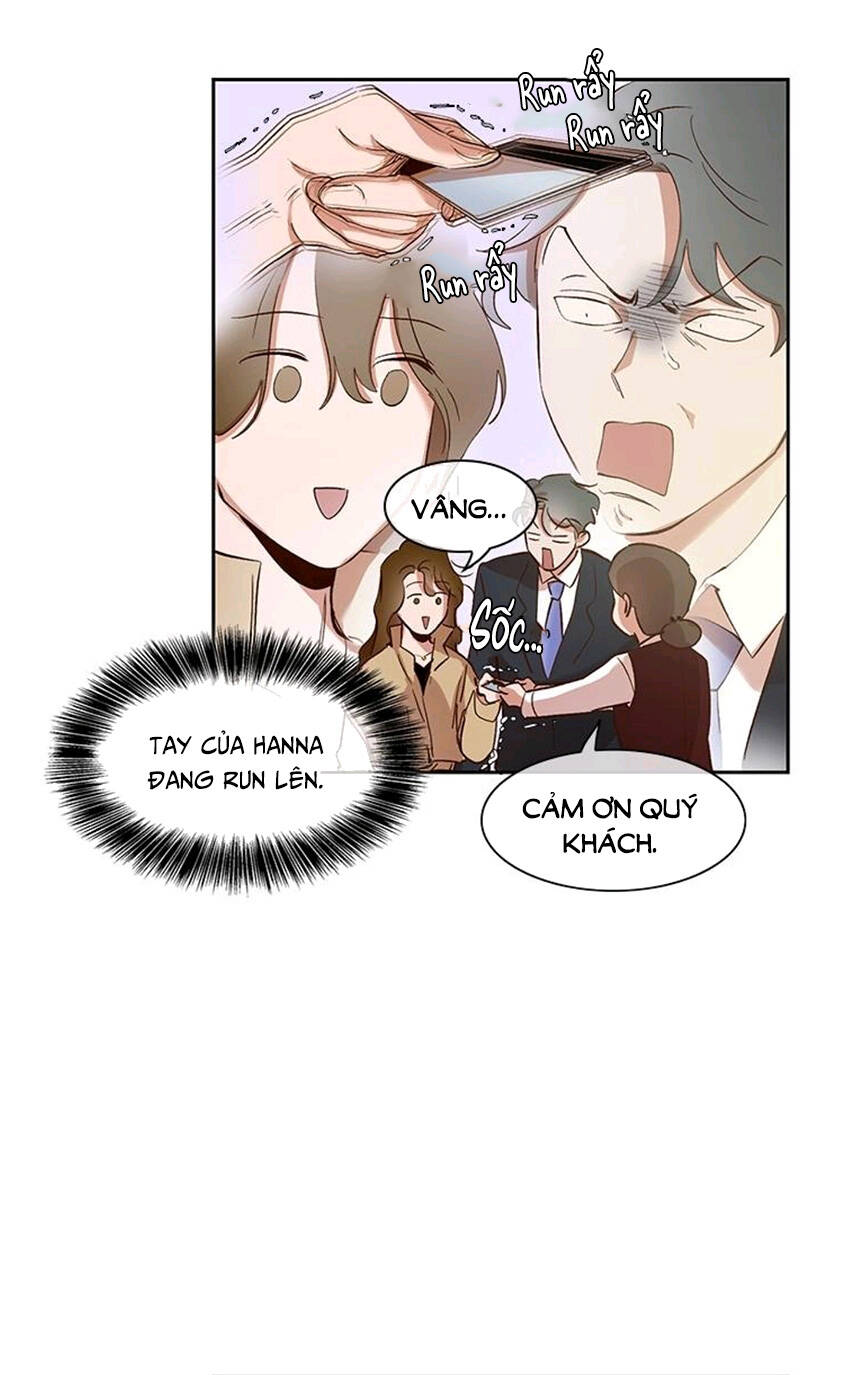 Run rẩy
Run rẩy
Run rẩy
VÂNG...
SỐC...
TAY CỦA HANNA
ĐANG RUN LÊN.
CẢM ƠN QUÝ
KHÁCH.